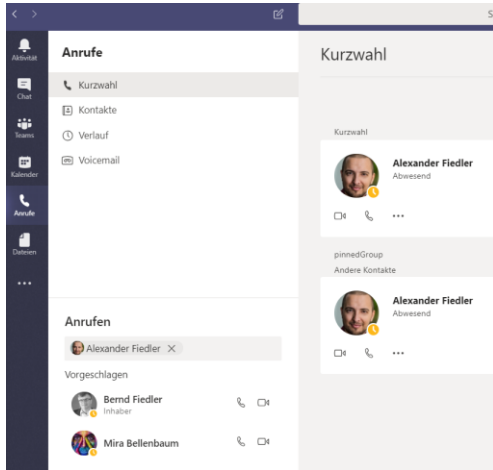 S
Aktivität
Chat
Teams
Kalender
Anrufe
Dateien
Anrufe
Kurzwahl
Kontakte
Verlauf
Voicemail
Anrufen
Alexander Fiedler
Vorgeschlagen
Bernd Fiedler
Inhaber
Mira Bellenbaum
Kurzwahl
Kurzwahl
Alexander Fiedler
Abwesend
pinnedGroup
Andere Kontakte
Alexander Fiedler
Abwesend